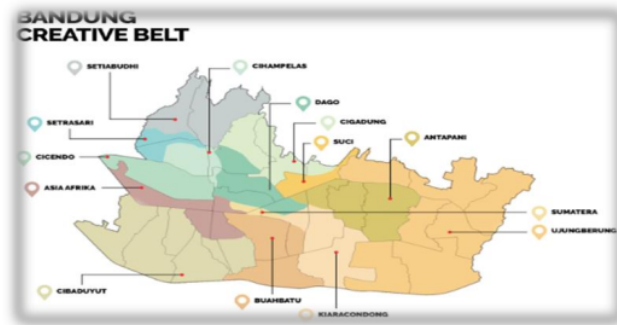 BANDUNG
CREATIVE BELT
SETIABUDHI
CIHAMPELAS
DAGO
SETRASARI
CIGADUNG
SUCI
ANTAPANI
CICENDO
ASIA AFRIKA
SUMATERA
UJUNGBERUNG
CIBADUYUT
BUAHBATU
KIARACONDONG